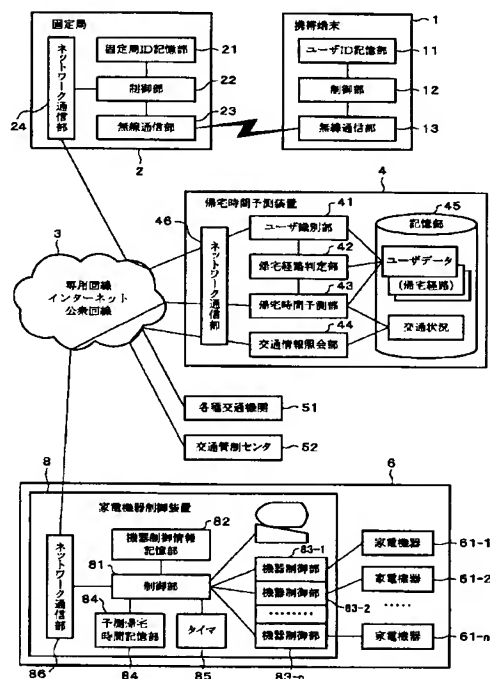 固定局
固定局ID記憶部
21
制御部
22
無線通信部
23
ネットワーク通信部
24
2
携帯端末
1
ユーザID記憶部
11
制御部
12
無線通信部
13
4
帰宅時間予測装置
46
ネットワーク通信部
ユーザ識別部
41
帰宅経路判定部
42
帰宅時間予測部
43
交通情報照会部
44
記憶部
45
ユーザデータ
(帰宅経路)
交通状況
3
専用回線
インターネット
公衆回線
各種交通機関
51
交通管制センタ
52
8
6
家電機器制御装置
機器制御情報
記憶部
82
81
制御部
ネットワーク通信部
86
84
予測帰宅
時間記憶部
84
タイマ
85
83-1
機器制御部
機器制御部
83-2
………
機器制御部
83-n
家電機器
61-1
家電機器
61-2
……
家電機器
61-n